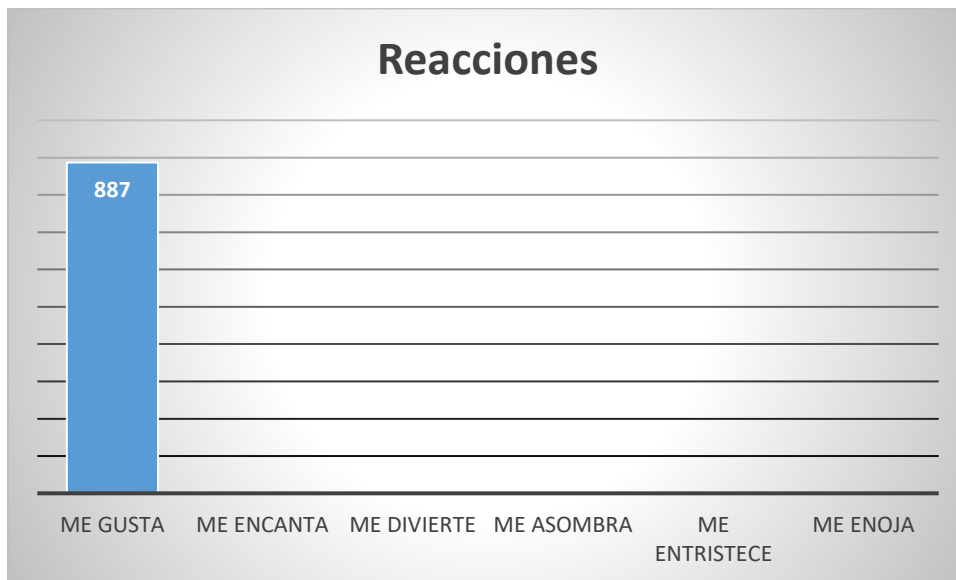 Reacciones
887
ME GUSTA
ME ENCANTA
ME DIVIERTE
ME ASOMBRA
ME
ENTRISTECE
ME ENOJA